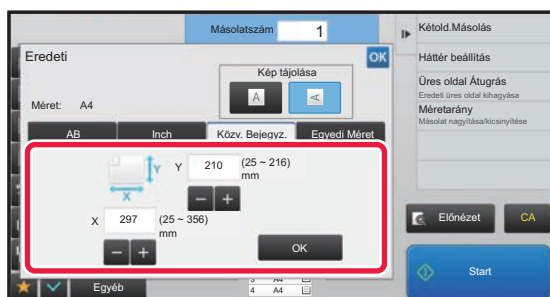 Másolatszám 1
Eredeti OK
Kép tájolása
A A
Méret: A4
AB Inch Közv. Bejegyz. Egyedi Méret
Y Y 210 (25 ~ 216)
mm
X
X 297 (25 ~ 356)
mm
OK
Egyéb
4 A4
Kétold.Másolás
Háttér beállítás
Üres oldal Átugrás
Eredeti üres oldal kihagyása
Méretarány
Másolat nagyítása/kicsinyítése
Előnézet CA
Start